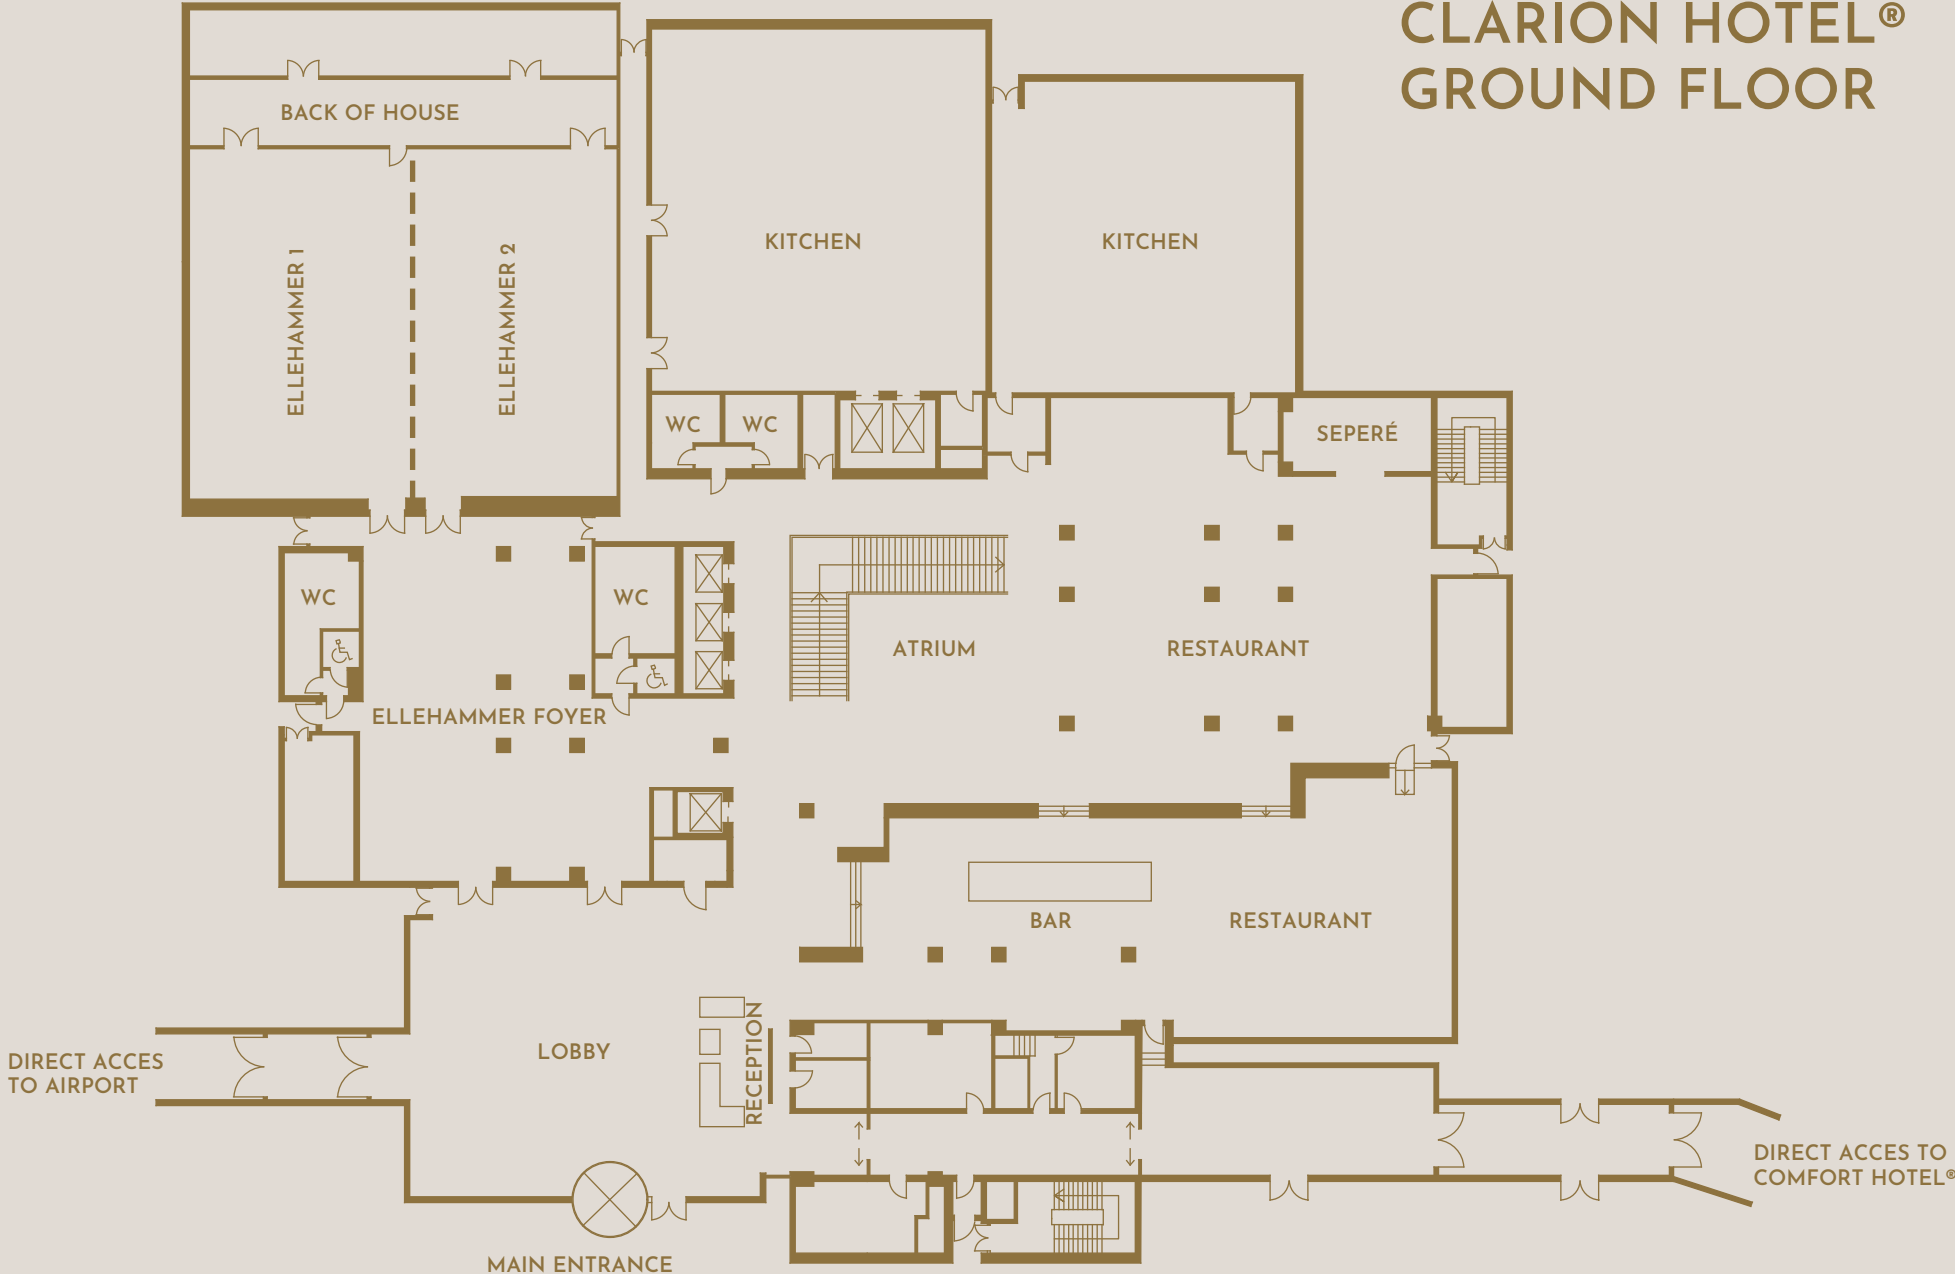 CLARION HOTEL®
GROUND FLOOR
BACK OF HOUSE
ELLEHAMMER 1
ELLEHAMMER 2
KITCHEN
KITCHEN
WC
WC
SEPERÉ
WC
WC
ATRIUM
RESTAURANT
ELLEHAMMER FOYER
BAR
RESTAURANT
RECEPTION
LOBBY
DIRECT ACCES
TO AIRPORT
DIRECT ACCES TO
COMFORT HOTEL®
MAIN ENTRANCE